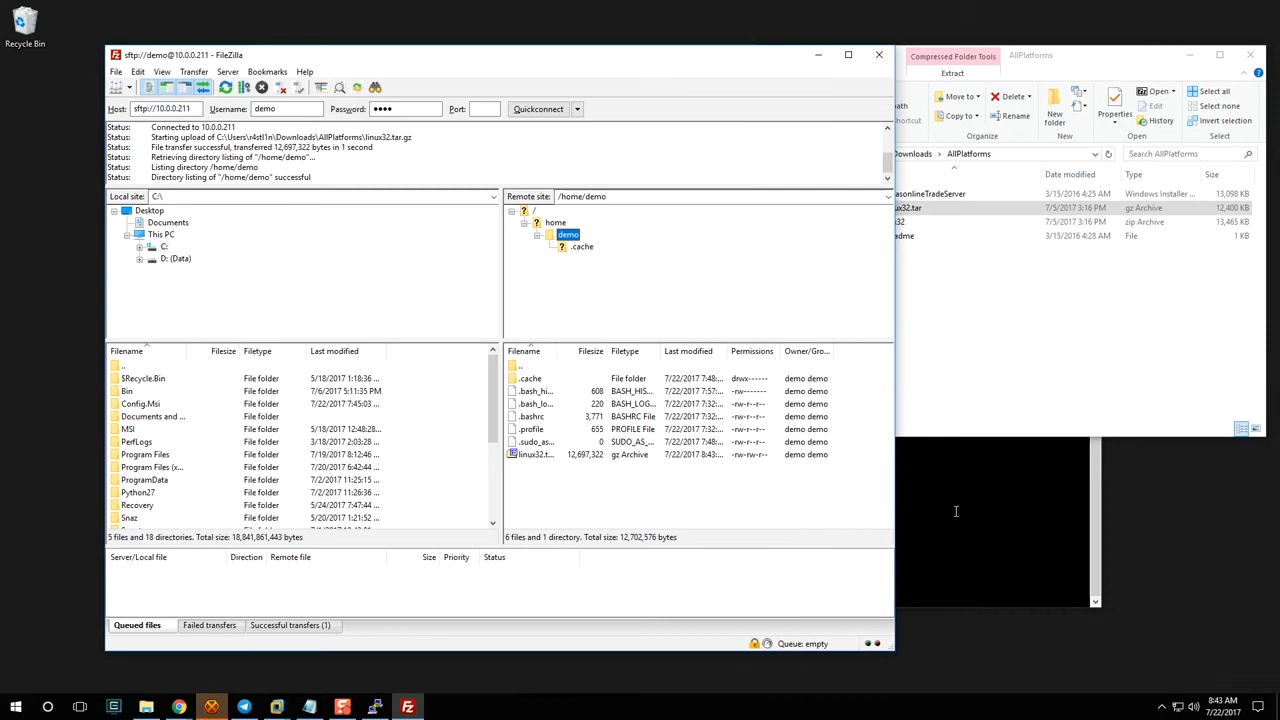 Recycle Bin
sftp://demo@10.0.0.211 - FileZilla
File Edit View Transfer Server Bookmarks Help
Host: sftp://10.0.0.211 Username: demo Password: •••• Port: Quickconnect
Status: Connected to 10.0.0.211
Status: Starting upload of C:\Users\r4stl1n\Downloads\AllPlatforms\linux32.tar.gz
Status: File transfer successful, transferred 12,697,322 bytes in 1 second
Status: Retrieving directory listing of "/home/demo"...
Status: Listing directory /home/demo
Status: Directory listing of "/home/demo" successful
Local site: C:\
Desktop
Documents
This PC
C:
D: (Data)
Remote site: /home/demo
/
home
demo
.cache
Filename Filesize Filetype Last modified
..
$Recycle.Bin File folder 5/18/2017 1:18:36 ...
Bin File folder 7/6/2017 5:11:35 PM
Config.Msi File folder 7/22/2017 7:45:03 ...
Documents and ... File folder
MSI File folder 5/18/2017 12:48:28...
PerfLogs File folder 3/18/2017 2:03:28 ...
Program Files File folder 7/19/2017 8:12:46 ...
Program Files (x... File folder 7/20/2017 6:42:44 ...
ProgramData File folder 7/2/2017 11:25:15 ...
Python27 File folder 7/2/2017 11:26:36 ...
Recovery File folder 5/24/2017 7:47:44 ...
Snaz File folder 5/20/2017 1:21:52 ...
5 files and 18 directories. Total size: 18,841,861,443 bytes
Filename Filesize Filetype Last modified Permissions Owner/Gro...
..
.cache File folder 7/22/2017 7:48:... drwx------ demo demo
.bash_hi... 608 BASH_HIS... 7/22/2017 7:57:... -rw------- demo demo
.bash_lo... 220 BASH_LOG... 7/22/2017 7:32:... -rw-r--r-- demo demo
.bashrc 3,771 BASHRC File 7/22/2017 7:32:... -rw-r--r-- demo demo
.profile 655 PROFILE File 7/22/2017 7:32:... -rw-r--r-- demo demo
.sudo_as... 0 SUDO_AS_... 7/22/2017 7:48:... -rw-r--r-- demo demo
linux32.t... 12,697,322 gz Archive 7/22/2017 8:43:... -rw-rw-r-- demo demo
6 files and 1 directory. Total size: 12,702,576 bytes
Server/Local file Direction Remote file Size Priority Status
Queued files Failed transfers Successful transfers (1)
Queue: empty
Compressed Folder Tools AllPlatforms
Extract
Move to Delete
Copy to Rename
Organize
New folder
New
Properties
Open
Edit
History
Open
Select all
Select none
Invert selection
Select
Downloads AllPlatforms Search AllPlatforms
Date modified Type Size
asonlineTradeServer 3/15/2016 4:25 AM Windows Installer ... 13,098 KB
ux32.tar 7/5/2017 3:16 PM gz Archive 12,400 KB
32 7/5/2017 3:16 PM zip Archive 13,465 KB
adme 3/15/2016 4:28 AM File 1 KB
8:43 AM
7/22/2017